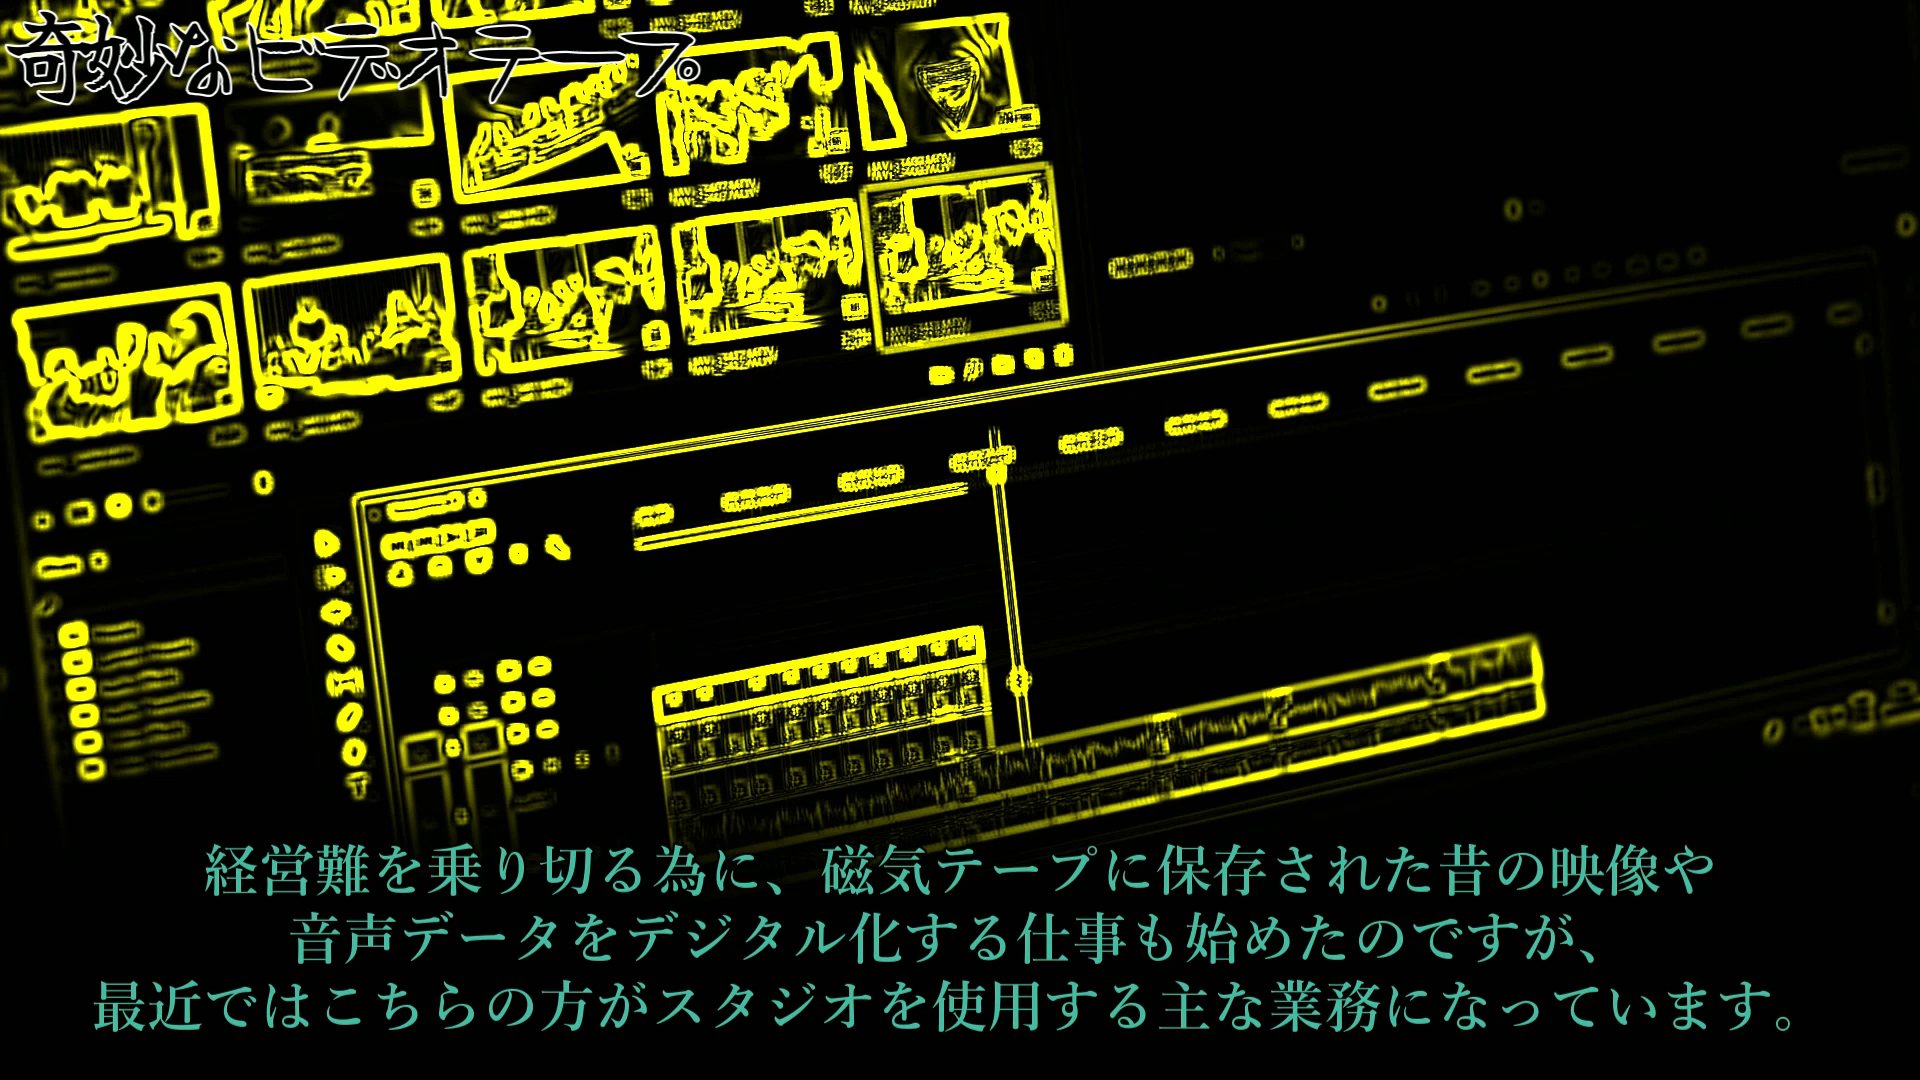 奇妙なビデオテープ
経営難を乗り切る為に、磁気テープに保存された昔の映像や
音声データをデジタル化する仕事も始めたのですが、
最近ではこちらの方がスタジオを使用する主な業務になっています。